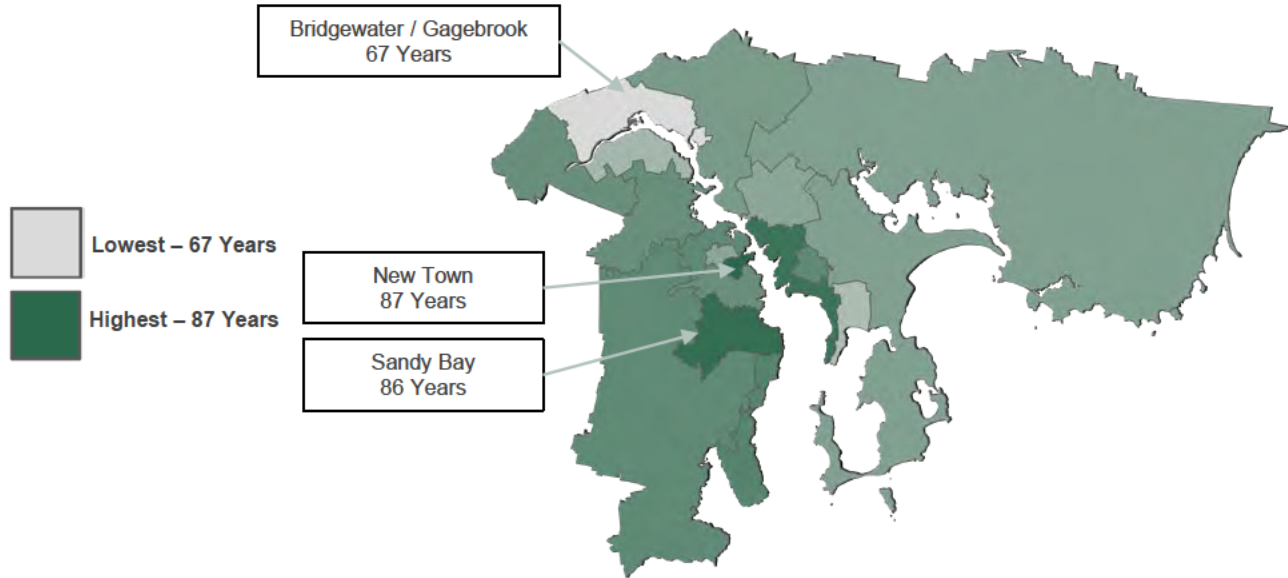 Bridgewater / Gagebrook
67 Years
Lowest – 67 Years
Highest – 87 Years
New Town
87 Years
Sandy Bay
86 Years